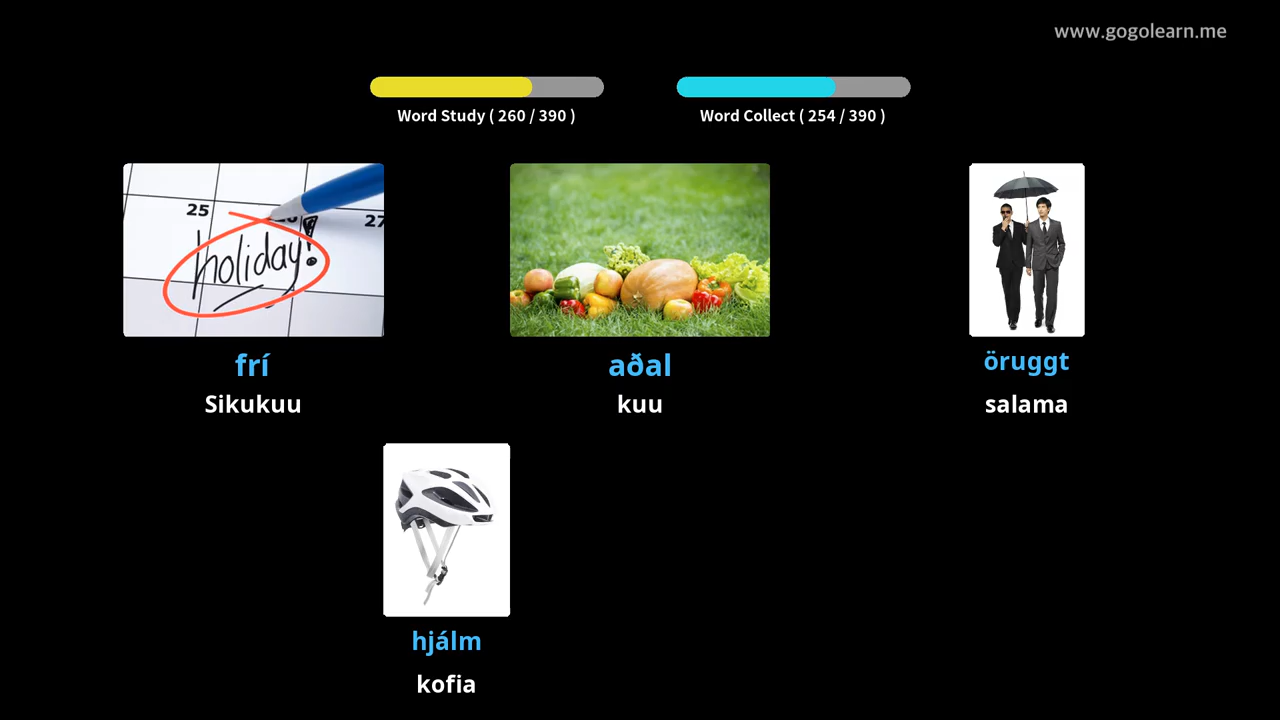 www.gogolearn.me
Word Study ( 260 / 390 )
Word Collect ( 254 / 390 )
25
27
holiday!
frí
aðal
öruggt
Sikukuu
kuu
salama
hjálm
kofia